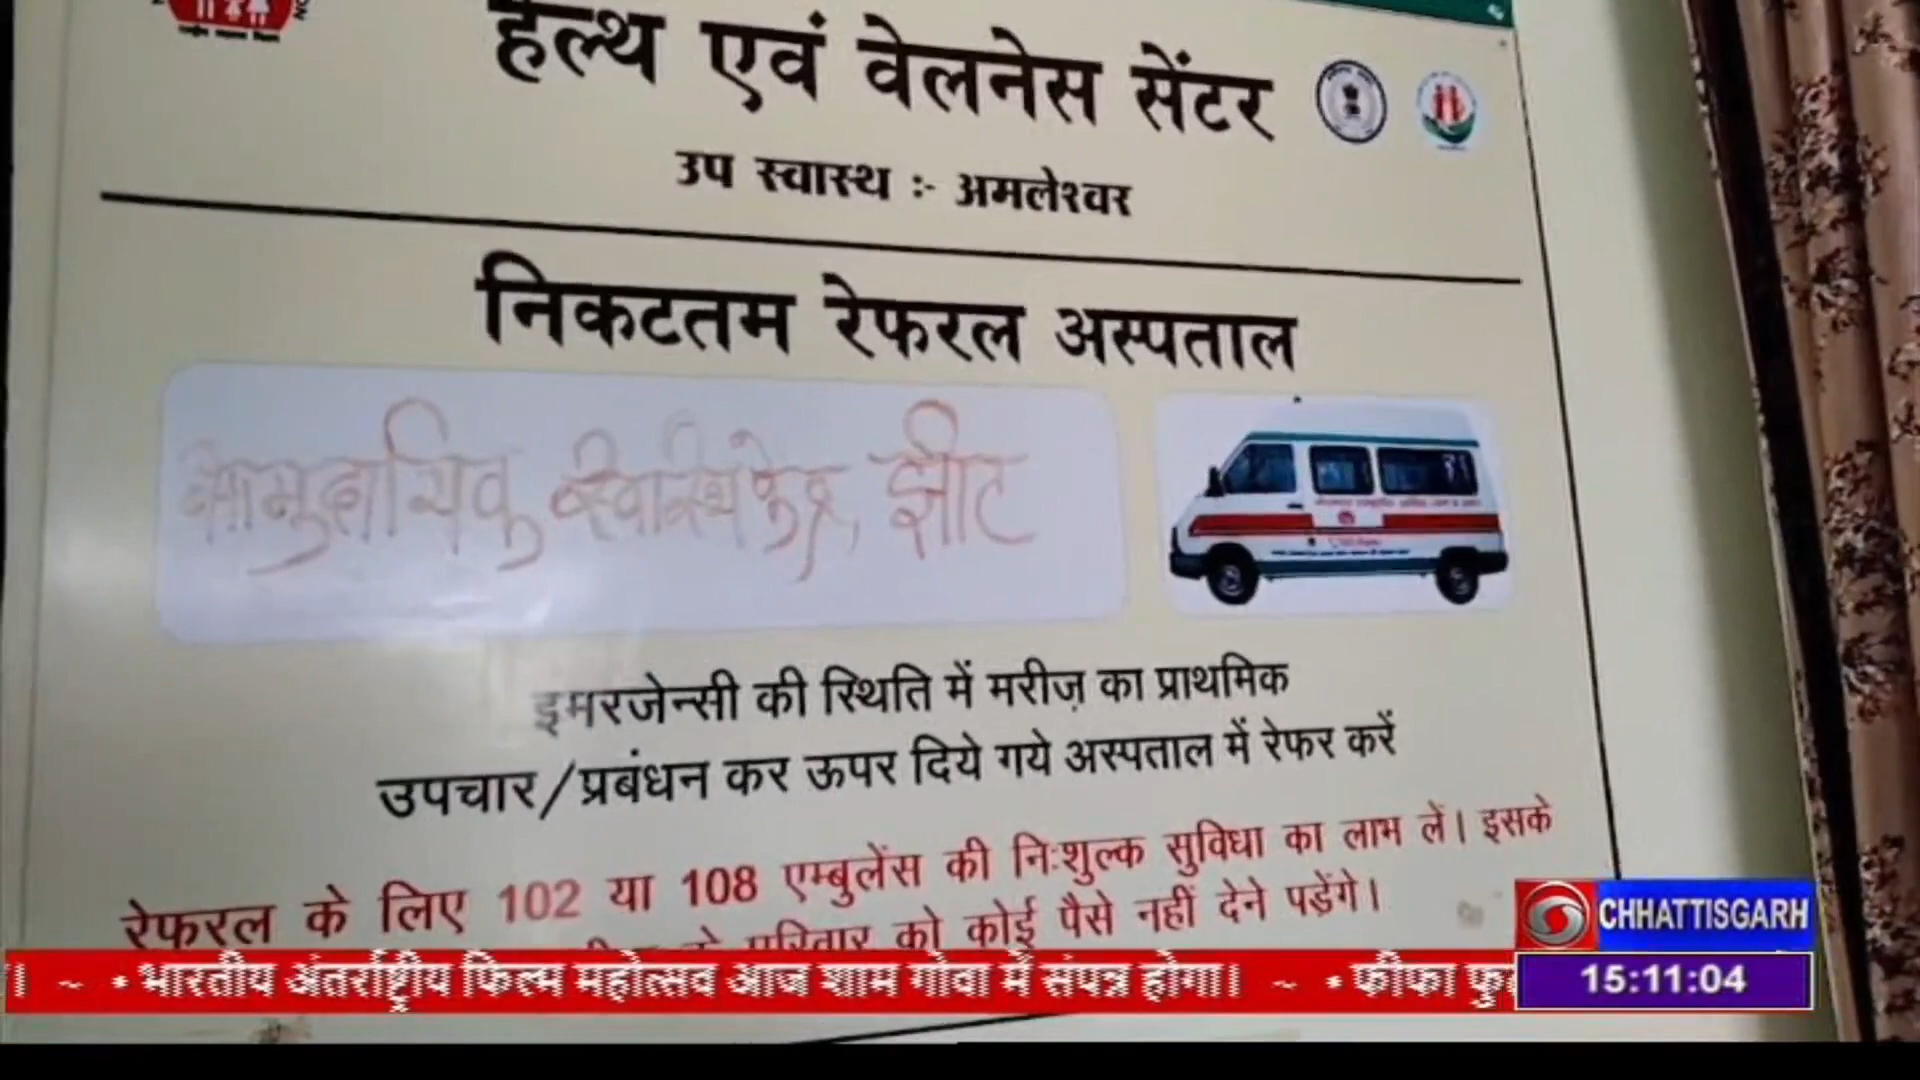 हेल्थ एवं वेलनेस सेंटर
उप स्वास्थ :- अमलेश्वर
निकटतम रेफरल अस्पताल
सामुदायिक स्वास्थ्य केंद्र, झीट
इमरजेन्सी की स्थिति में मरीज़ का प्राथमिक
उपचार/प्रबंधन कर ऊपर दिये गये अस्पताल में रेफर करें
रेफरल के लिए 102 या 108 एम्बुलेंस की निःशुल्क सुविधा का लाभ लें। इसके
परिवार को कोई पैसे नहीं देने पड़ेंगे।
CHHATTISGARH
। ~ • भारतीय अंतर्राष्ट्रीय फिल्म महोत्सव आज शाम गोवा में संपन्न होगा। ~ • फीफा
15:11:04